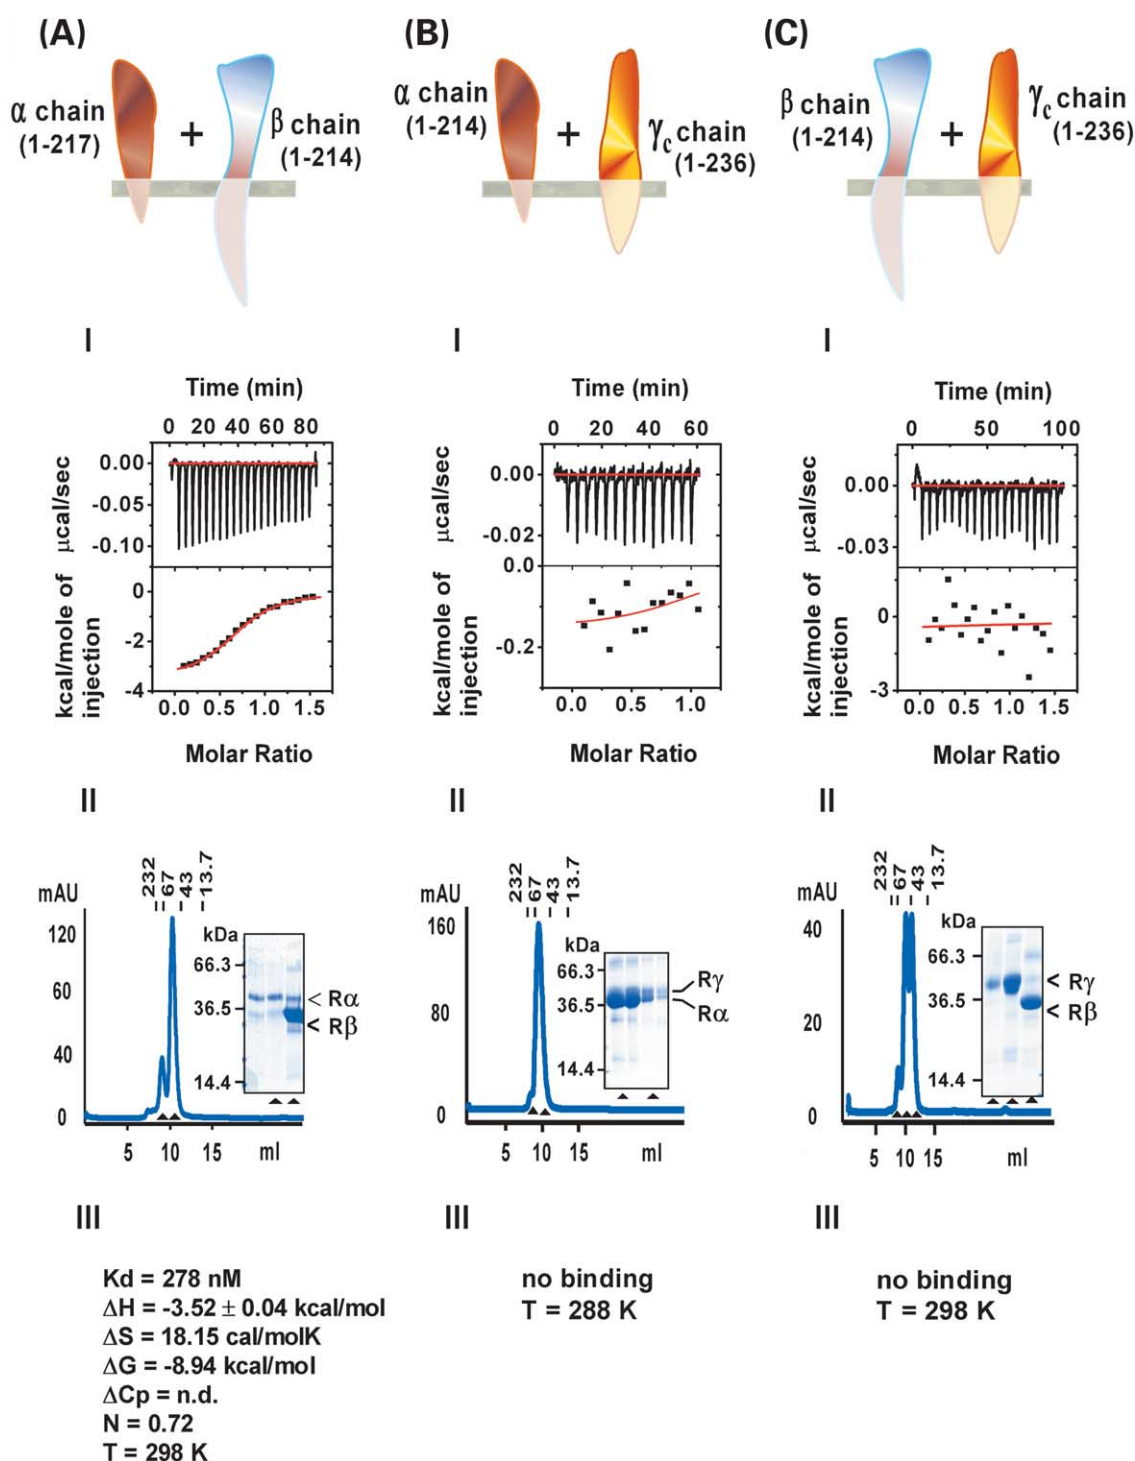 (A)
α chain
(1-217)
+
β chain
(1-214)
(B)
α chain
(1-214)
+
γc chain
(1-236)
(C)
β chain
(1-214)
+
γc chain
(1-236)
I
Time (min)
0 20 40 60 80
μcal/sec
0.00
-0.05
-0.10
kcal/mole of
injection
0
-2
-4
0.0 0.5 1.0 1.5
Molar Ratio
I
Time (min)
0 20 40 60
μcal/sec
0.00
-0.02
kcal/mole of
injection
0.0
-0.2
0.0 0.5 1.0
Molar Ratio
I
Time (min)
0 50 100
μcal/sec
0.00
-0.03
kcal/mole of
injection
0
-3
0.0 0.5 1.0 1.5
Molar Ratio
II
232
67
43
13.7
mAU
120
60
40
0
5 10 15 ml
kDa
66.3
36.5
14.4
< Rα
< Rβ
II
232
67
43
13.7
mAU
160
80
0
5 10 15 ml
kDa
66.3
36.5
14.4
Rγ
Rα
II
232
67
43
13.7
mAU
40
20
0
5 10 15 ml
kDa
66.3
36.5
14.4
< Rγ
< Rβ
III
Kd = 278 nM
ΔH = -3.52 ± 0.04 kcal/mol
ΔS = 18.15 cal/molK
ΔG = -8.94 kcal/mol
ΔCp = n.d.
N = 0.72
T = 298 K
III
no binding
T = 288 K
III
no binding
T = 298 K